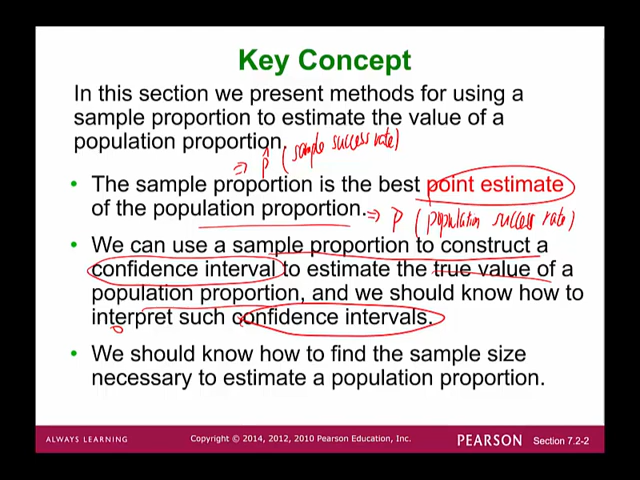 Key Concept
In this section we present methods for using a
sample proportion to estimate the value of a
population proportion.
⇒ p̂ (sample success rate)
• The sample proportion is the best point estimate
of the population proportion.
⇒ p (population success rate)
• We can use a sample proportion to construct a
confidence interval to estimate the true value of a
population proportion, and we should know how to
interpret such confidence intervals.
• We should know how to find the sample size
necessary to estimate a population proportion.
ALWAYS LEARNING
Copyright © 2014, 2012, 2010 Pearson Education, Inc.
PEARSON
Section 7.2-2